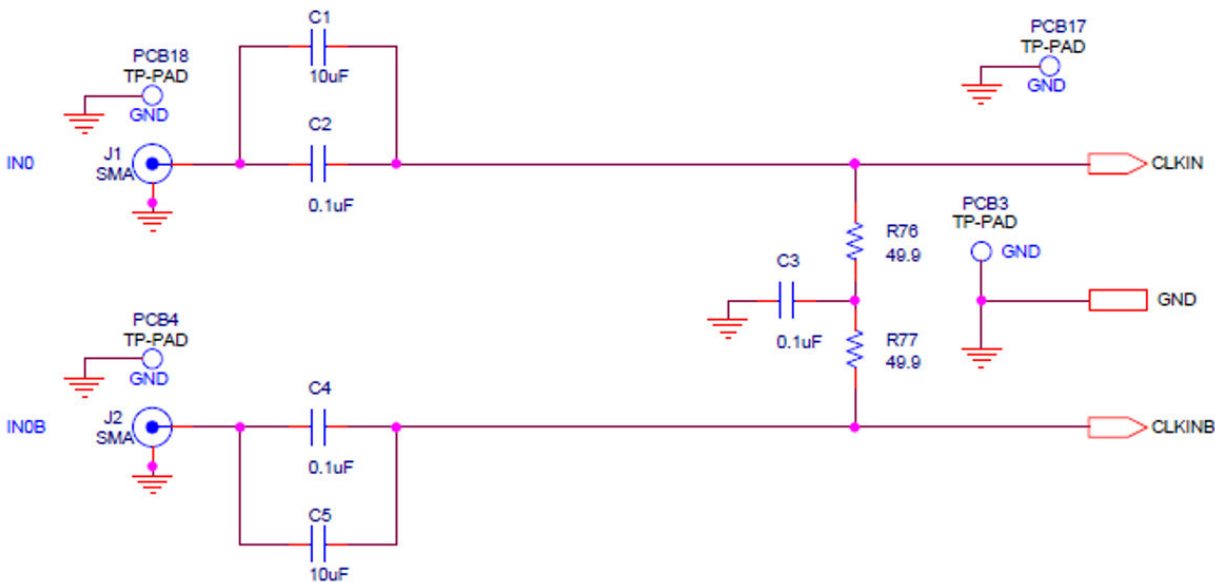 C1
10uF
PCB18
TP-PAD
GND
PCB17
TP-PAD
GND
C2
0.1uF
IN0
J1
SMA
CLKIN
PCB3
TP-PAD
GND
R76
49.9
C3
0.1uF
GND
R77
49.9
PCB4
TP-PAD
GND
C4
0.1uF
IN0B
J2
SMA
CLKINB
C5
10uF